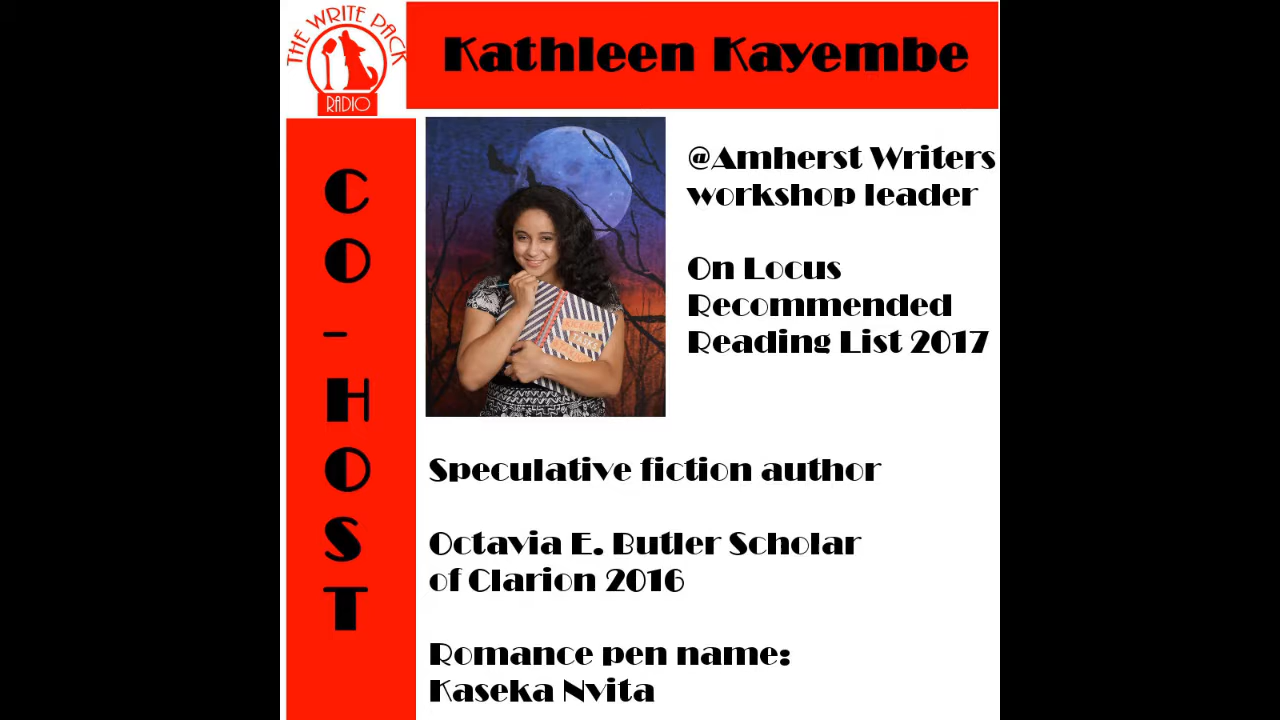 THE WRITE PACK
RADIO
Kathleen Kayembe
CO-HOST
@Amherst Writers
workshop leader
On Locus
Recommended
Reading List 2017
Speculative fiction author
Octavia E. Butler Scholar
of Clarion 2016
Romance pen name:
Kaseka Nvita